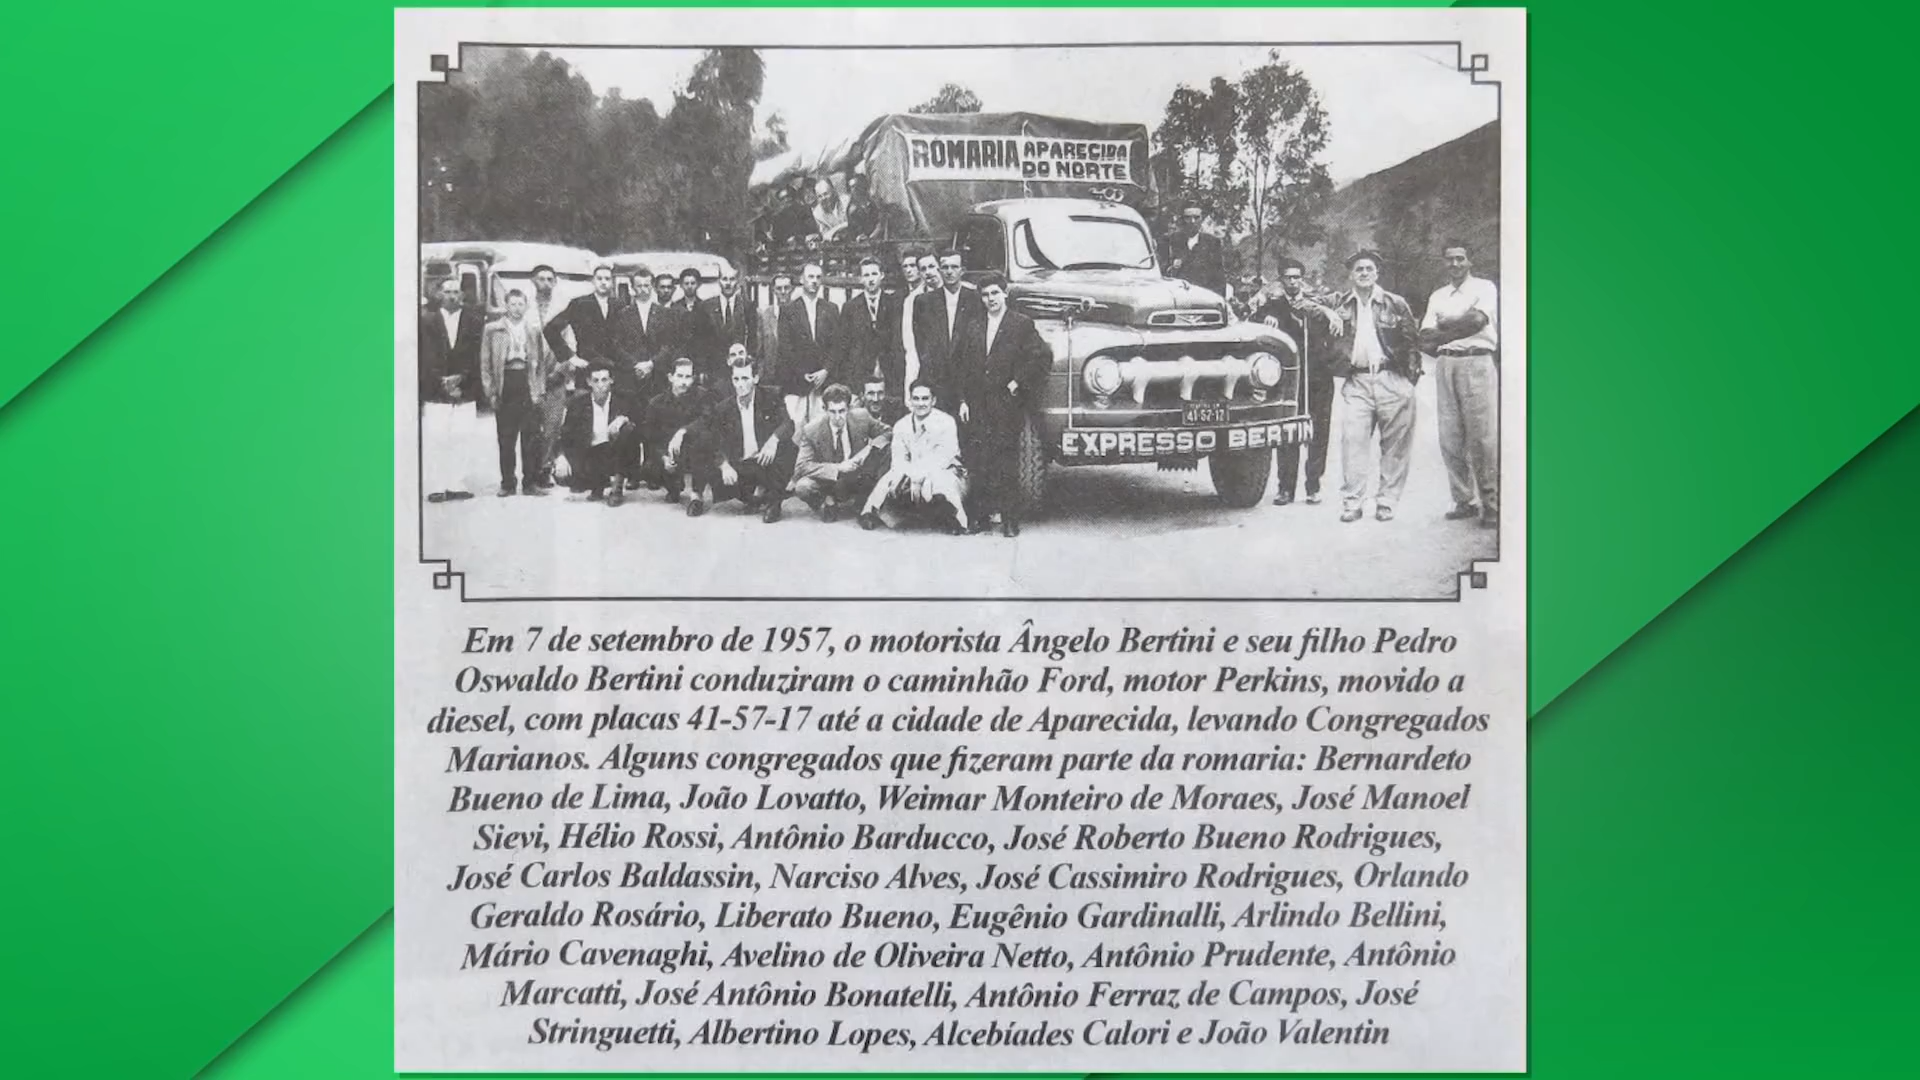 ROMARIA APARECIDA
DO NORTE
41-52-12
EXPRESSO BERTIN
Em 7 de setembro de 1957, o motorista Ângelo Bertini e seu filho Pedro
Oswaldo Bertini conduziram o caminhão Ford, motor Perkins, movido a
diesel, com placas 41-57-17 até a cidade de Aparecida, levando Congregados
Marianos. Alguns congregados que fizeram parte da romaria: Bernardeto
Bueno de Lima, João Lovatto, Weimar Monteiro de Moraes, José Manoel
Sievi, Hélio Rossi, Antônio Barducco, José Roberto Bueno Rodrigues,
José Carlos Baldassin, Narciso Alves, José Cassimiro Rodrigues, Orlando
Geraldo Rosário, Liberato Bueno, Eugênio Gardinalli, Arlindo Bellini,
Mário Cavenaghi, Avelino de Oliveira Netto, Antônio Prudente, Antônio
Marcatti, José Antônio Bonatelli, Antônio Ferraz de Campos, José
Stringuetti, Albertino Lopes, Alcebíades Calori e João Valentin